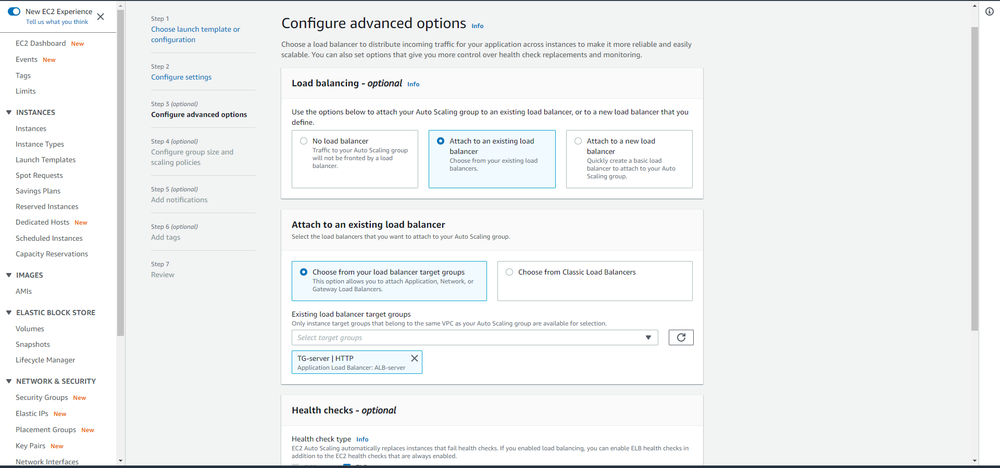 New EC2 Experience
Tell us what you think
EC2 Dashboard New
Events New
Tags
Limits
INSTANCES
Instances
Instance Types
Launch Templates
Spot Requests
Savings Plans
Reserved Instances
Dedicated Hosts New
Scheduled Instances
Capacity Reservations
IMAGES
AMIs
ELASTIC BLOCK STORE
Volumes
Snapshots
Lifecycle Manager
NETWORK & SECURITY
Security Groups New
Elastic IPs New
Placement Groups New
Key Pairs New
Network Interfaces
Step 1
Choose launch template or
configuration
Step 2
Configure settings
Step 3 (optional)
Configure advanced options
Step 4 (optional)
Configure group size and
scaling policies
Step 5 (optional)
Add notifications
Step 6 (optional)
Add tags
Step 7
Review
Configure advanced options Info
Choose a load balancer to distribute incoming traffic for your application across instances to make it more reliable and easily
scalable. You can also set options that give you more control over health check replacements and monitoring.
Load balancing - optional Info
Use the options below to attach your Auto Scaling group to an existing load balancer, or to a new load balancer that you
define.
No load balancer
Traffic to your Auto Scaling group
will not be fronted by a load
balancer.
Attach to an existing load
balancer
Choose from your existing load
balancers.
Attach to a new load
balancer
Quickly create a basic load
balancer to attach to your Auto
Scaling group.
Attach to an existing load balancer
Select the load balancers that you want to attach to your Auto Scaling group.
Choose from your load balancer target groups
This option allows you to attach Application, Network, or
Gateway Load Balancers.
Choose from Classic Load Balancers
Existing load balancer target groups
Only instance target groups that belong to the same VPC as your Auto Scaling group are available for selection.
Select target groups
TG-server | HTTP
Application Load Balancer: ALB-server
Health checks - optional
Health check type Info
EC2 Auto Scaling automatically replaces instances that fail health checks. If you enabled load balancing, you can enable ELB health checks in
addition to the EC2 health checks that are always enabled.